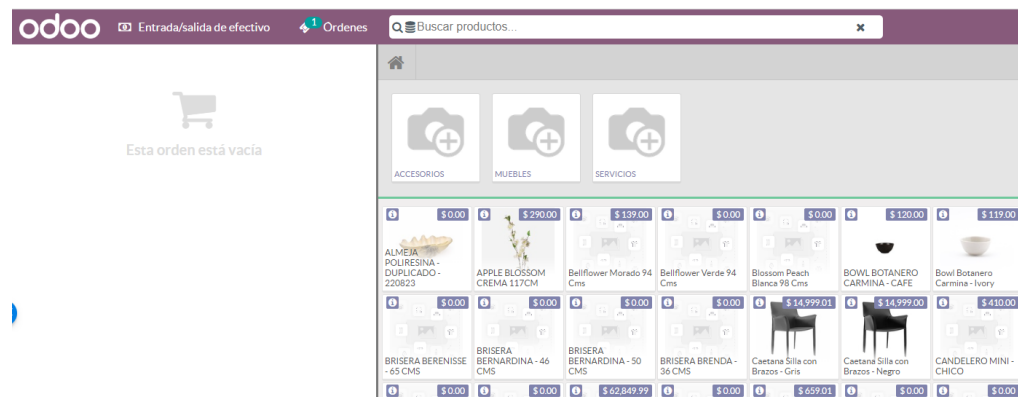 odoo Entrada/salida de efectivo 1 Órdenes Buscar productos...
Esta orden está vacía
ACCESORIOS MUEBLES SERVICIOS
$ 0.00 $ 290.00 $ 139.00 $ 0.00 $ 0.00 $ 120.00 $ 119.00
ALMEJA
POLIRESINA -
DUPLICADO -
220823
APPLE BLOSSOM
CREMA 117CM
Bellflower Morado 94
Cms
Bellflower Verde 94
Cms
Blossom Peach
Blanca 98 Cms
BOWL BOTANERO
CARMINA - CAFE
Bowl Botanero
Carmina - Ivory
$ 0.00 $ 0.00 $ 0.00 $ 0.00 $ 14,999.01 $ 14,999.00 $ 410.00
BRISERA BERENISSE
- 65 CMS
BRISERA
BERNARDINA - 46
CMS
BRISERA
BERNARDINA - 50
CMS
BRISERA BRENDA -
36 CMS
Caetana Silla con
Brazos - Gris
Caetana Silla con
Brazos - Negro
CANDELERO MINI -
CHICO
$ 0.00 $ 0.00 $ 62,849.99 $ 0.00 $ 659.01 $ 0.00 $ 0.00